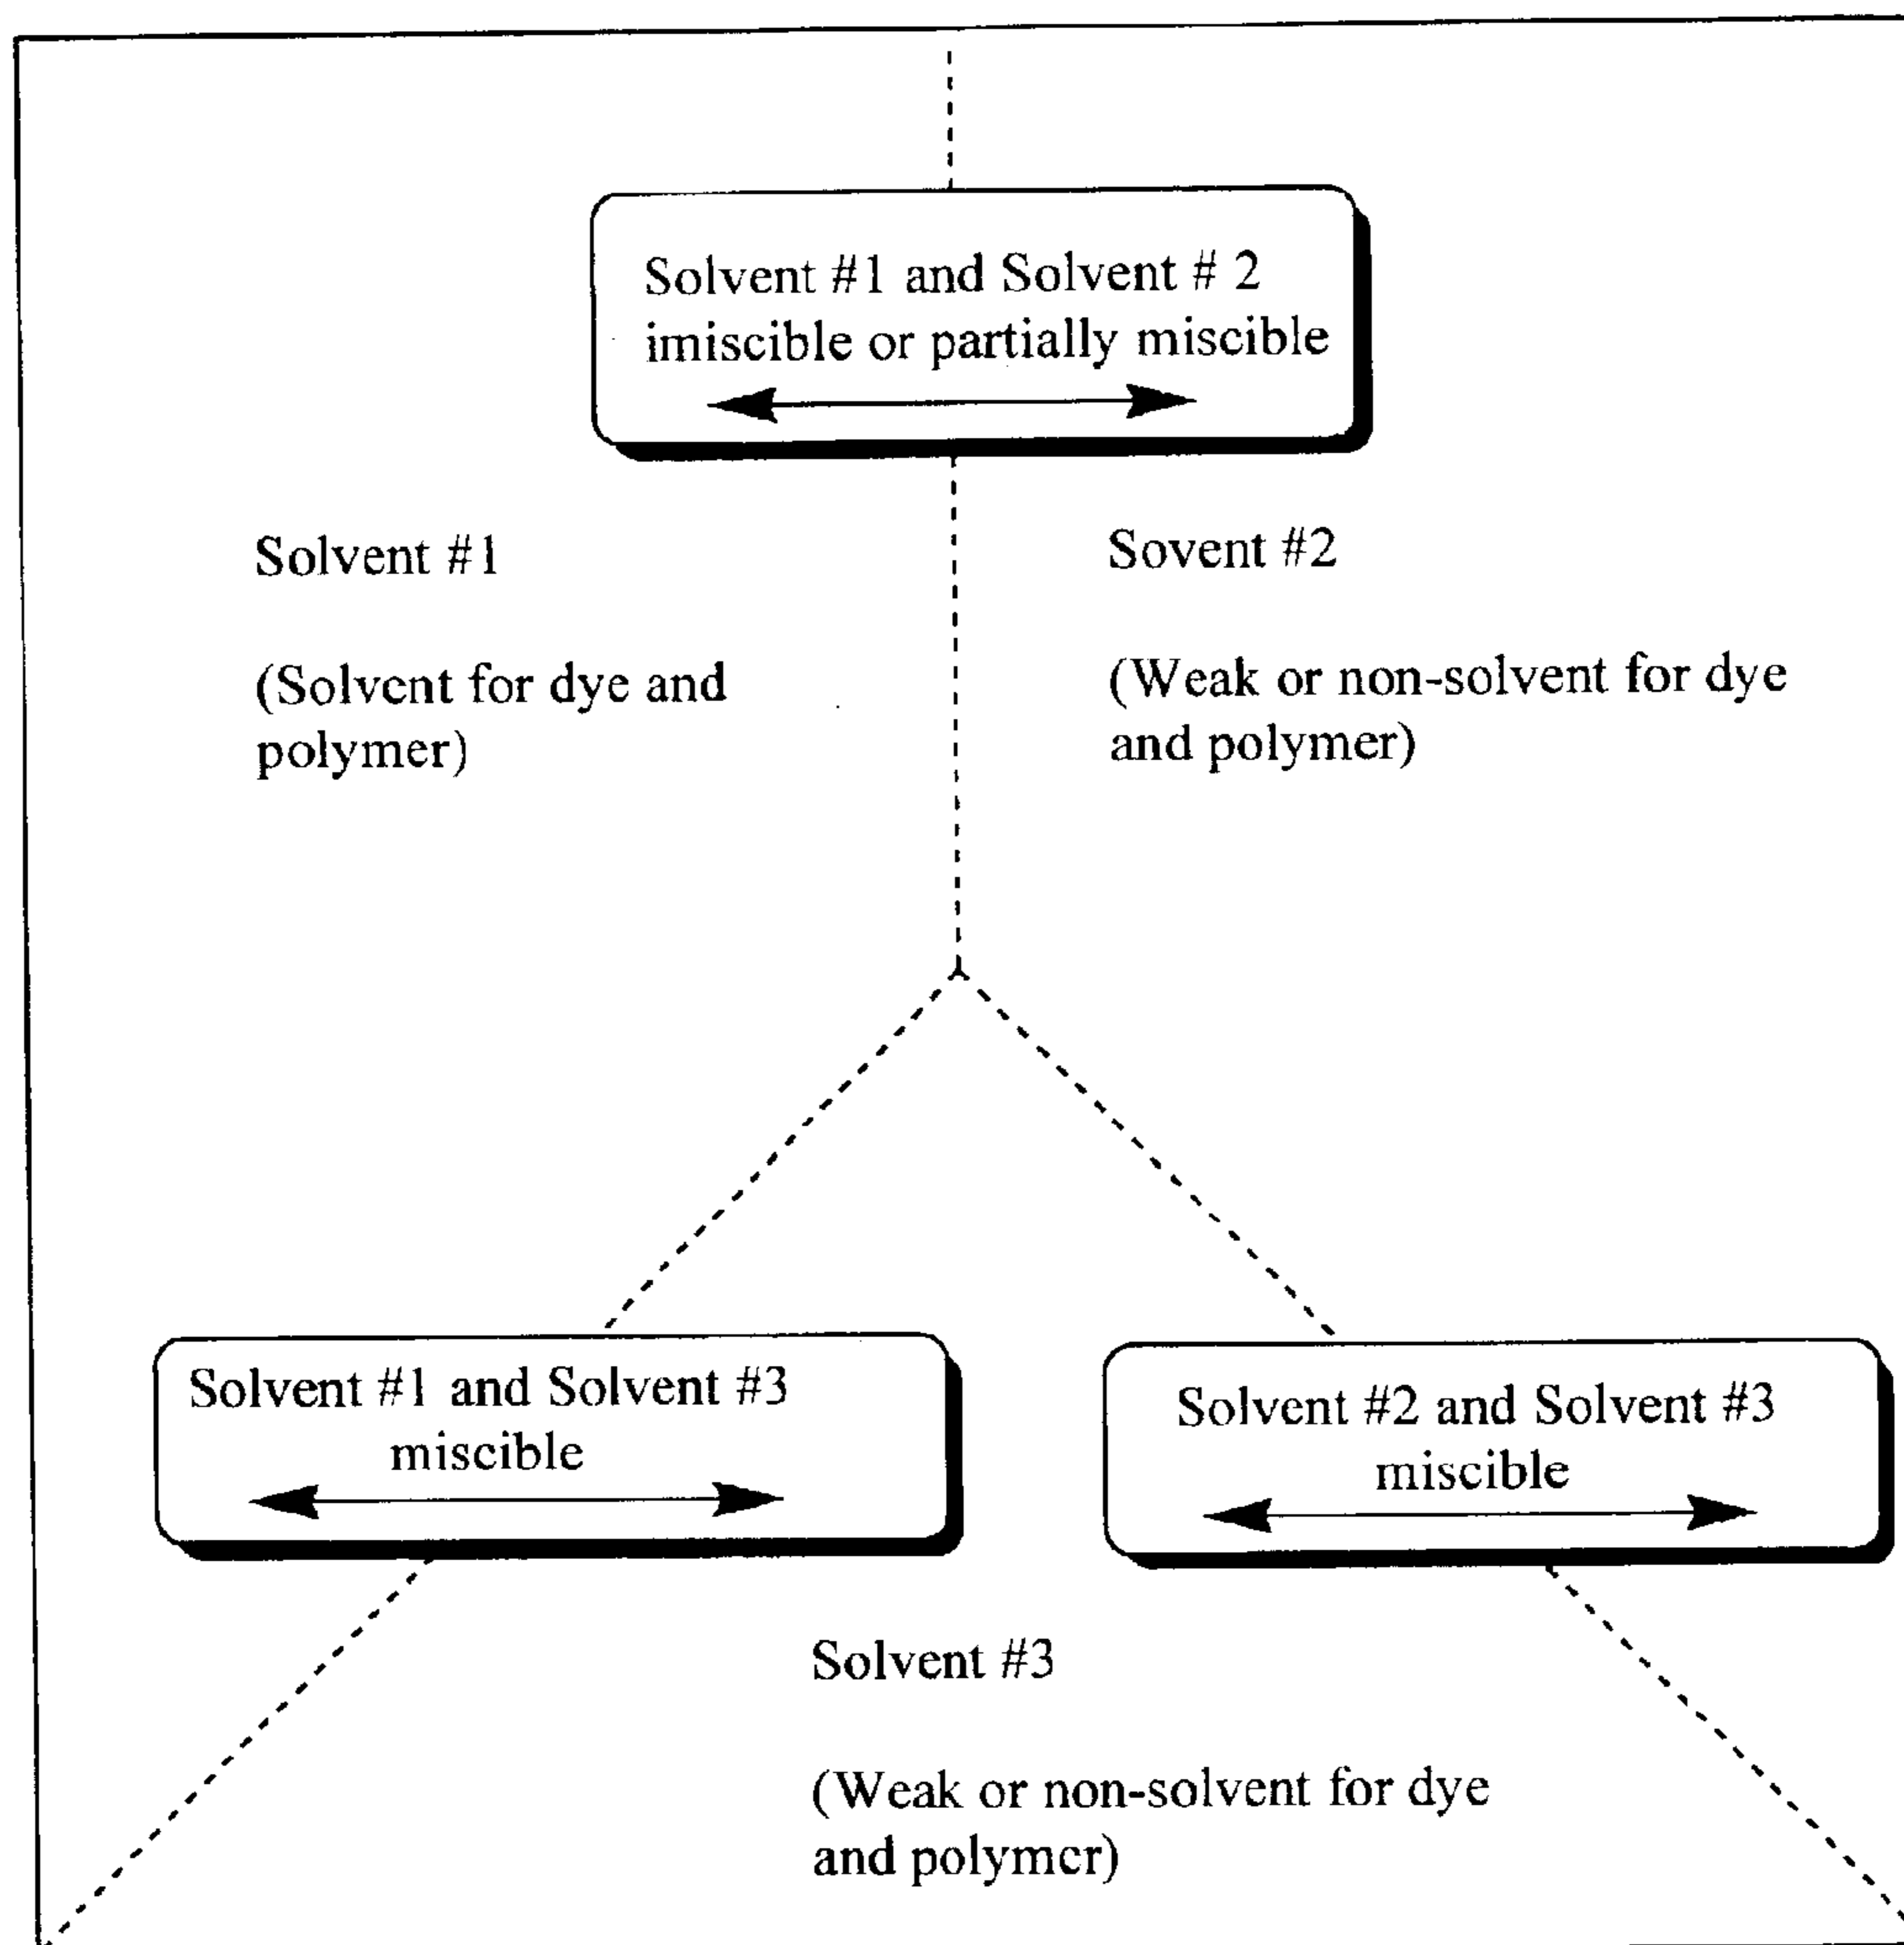 Solvent #1 and Solvent # 2
imiscible or partially miscible
Solvent #1
Sovent #2
(Solvent for dye and
polymer)
(Weak or non-solvent for dye
and polymer)
Solvent #1 and Solvent #3
miscible
Solvent #2 and Solvent #3
miscible
Solvent #3
(Weak or non-solvent for dye
and polymer)